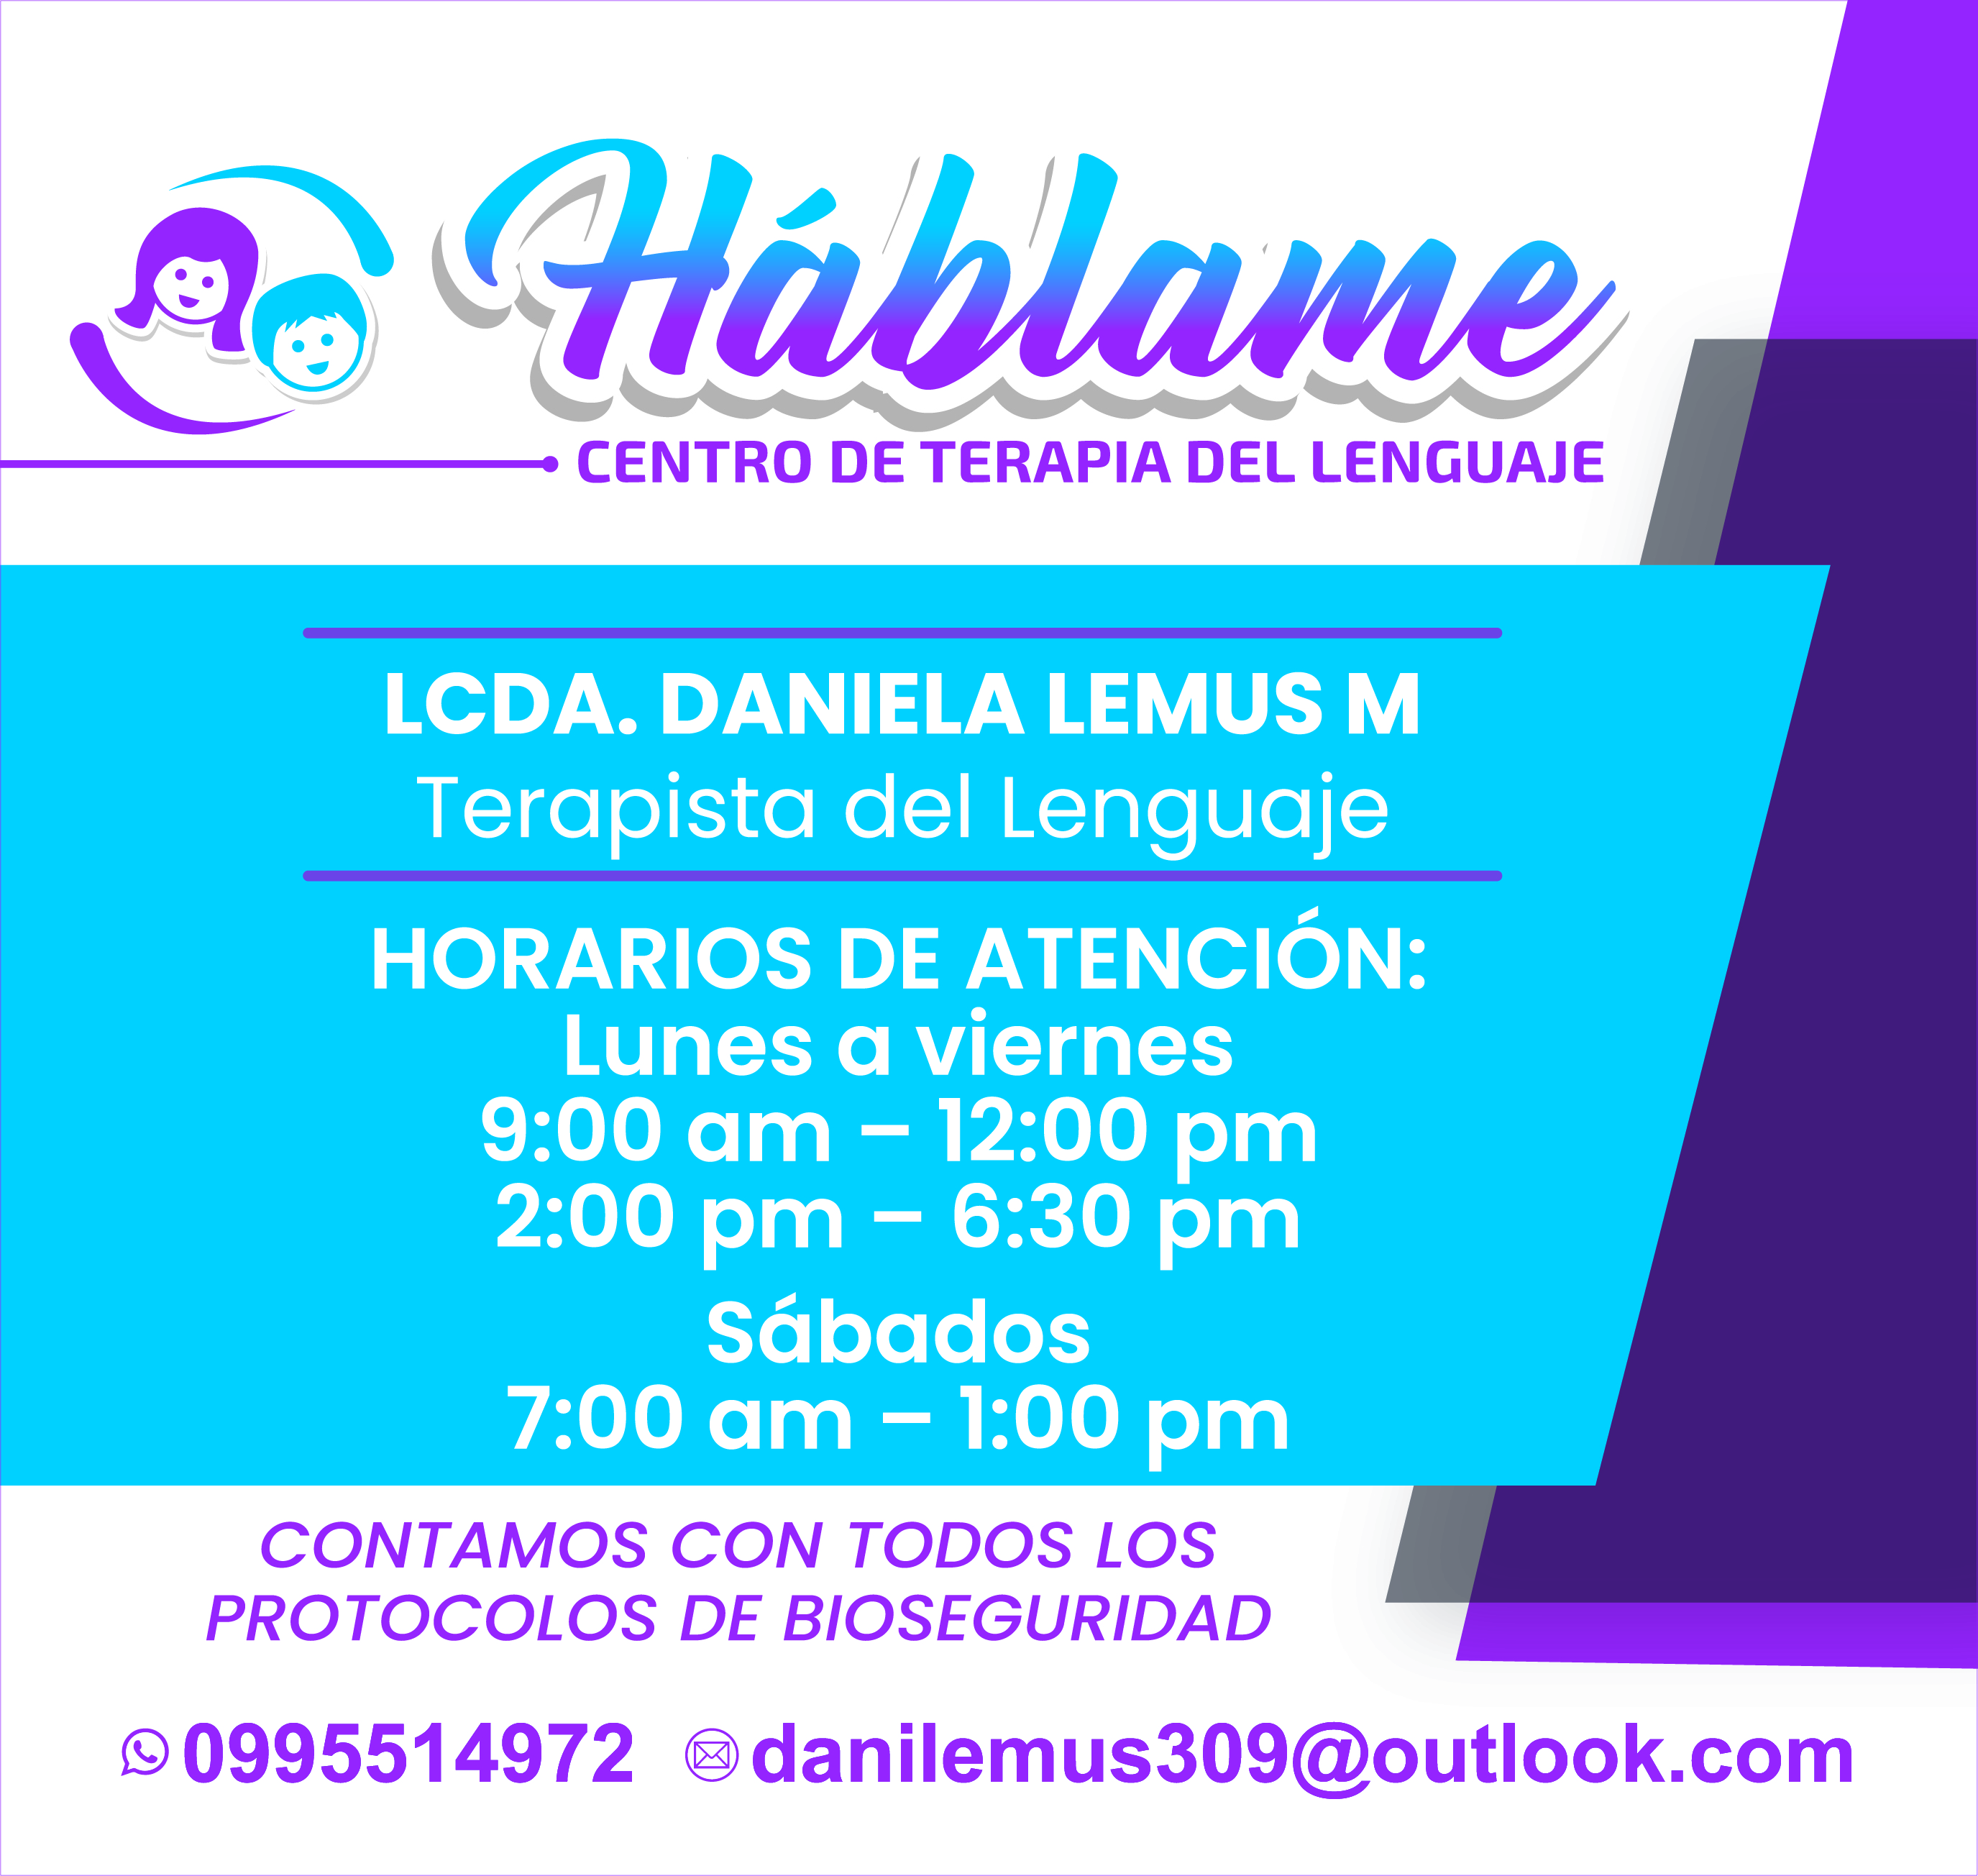 Háblame
CENTRO DE TERAPIA DEL LENGUAJE
LCDA. DANIELA LEMUS M
Terapista del Lenguaje
HORARIOS DE ATENCIÓN:
Lunes a viernes
9:00 am – 12:00 pm
2:00 pm – 6:30 pm
Sábados
7:00 am – 1:00 pm
CONTAMOS CON TODOS LOS
PROTOCOLOS DE BIOSEGURIDAD
0995514972 danilemus309@outlook.com